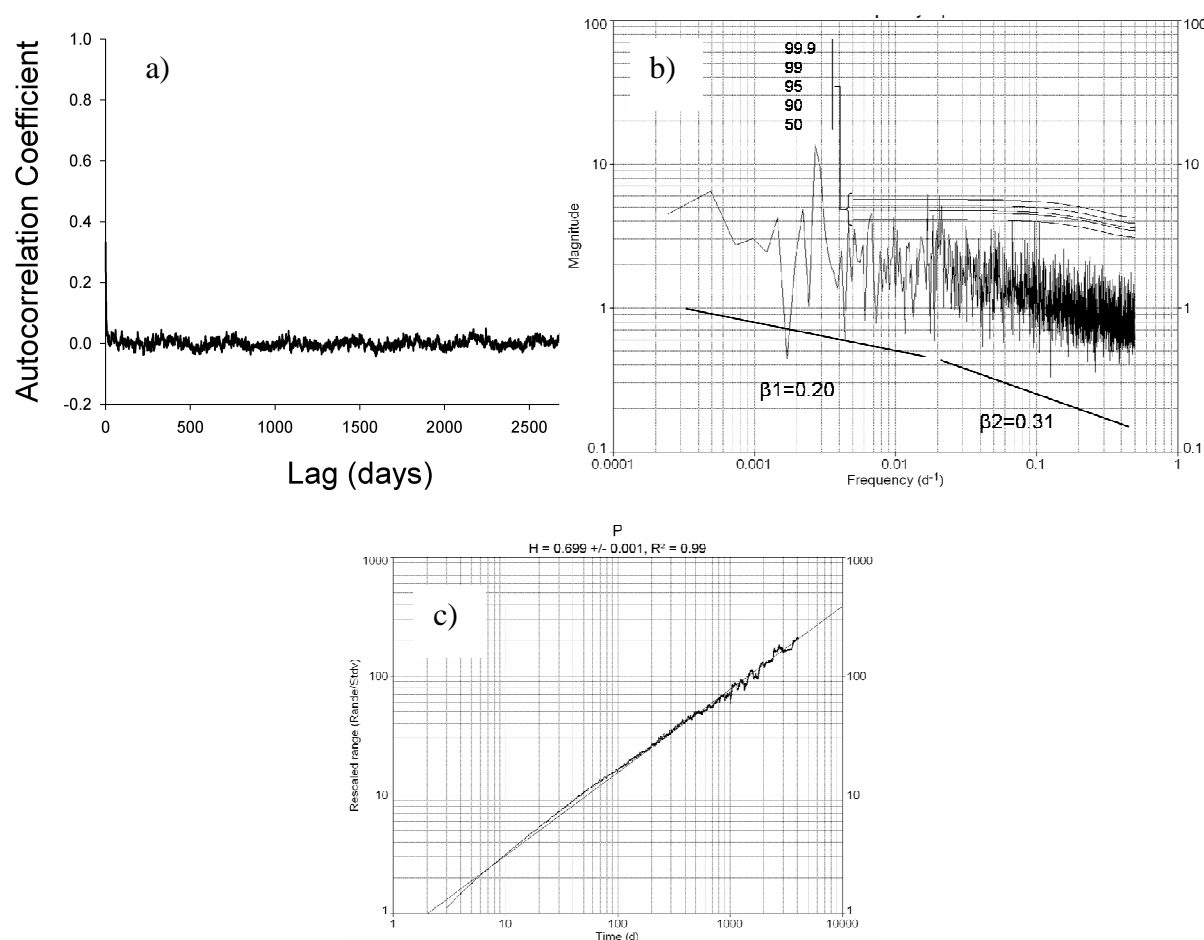 a)
1.0
0.8
0.6
0.4
0.2
0.0
-0.2
Autocorrelation Coefficient
0 500 1000 1500 2000 2500
Lag (days)
b)
100 100
10 10
1 1
0.1 0.1
99.9
99
95
90
50
Magnitude
β1=0.20
β2=0.31
0.0001 0.001 0.01 0.1 1
Frequency (d-1)
P
H = 0.699 +/- 0.001, R² = 0.99
c)
1000 1000
100 100
10 10
1 1
Rescaled range (Rande/Stdv)
1 10 100 1000 10000
Time (d)